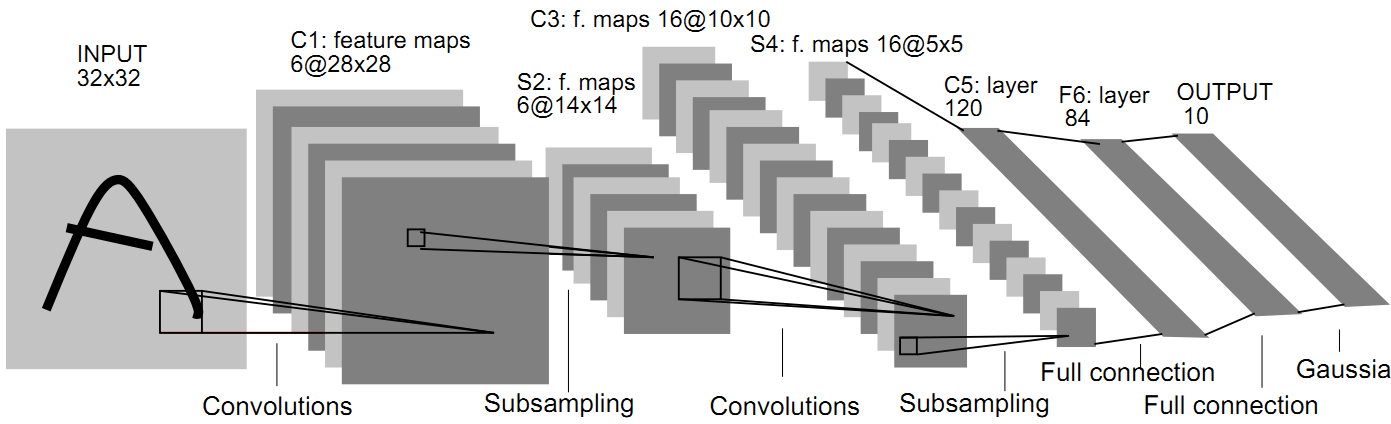 INPUT
32x32
C1: feature maps
6@28x28
S2: f. maps
6@14x14
C3: f. maps 16@10x10
S4: f. maps 16@5x5
C5: layer
120
F6: layer
84
OUTPUT
10
Convolutions
Subsampling
Convolutions
Subsampling
Full connection
Full connection
Gaussia